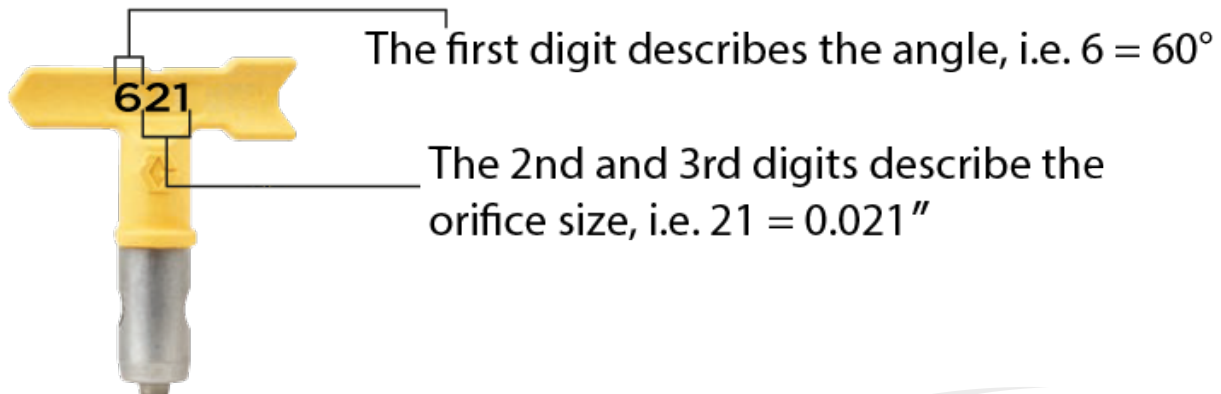 The first digit describes the angle, i.e. 6 = 60°
621
The 2nd and 3rd digits describe the
orifice size, i.e. 21 = 0.021″